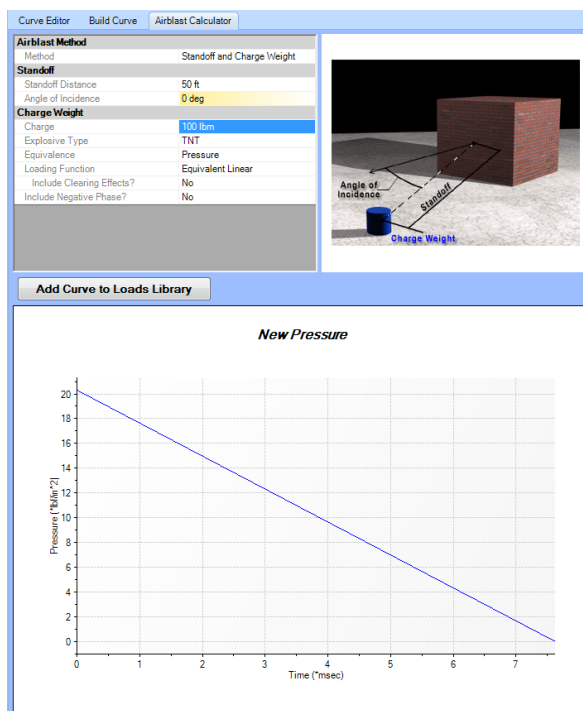 Curve Editor Build Curve Airblast Calculator
Airblast Method
Method Standoff and Charge Weight
Standoff
Standoff Distance 50 ft
Angle of Incidence 0 deg
Charge Weight
Charge 100 lbm
Explosive Type TNT
Equivalence Pressure
Loading Function Equivalent Linear
Include Clearing Effects? No
Include Negative Phase? No
Angle of
Incidence
Standoff
Charge Weight
Add Curve to Loads Library
New Pressure
20
18
16
14
12
10
8
6
4
2
0
Pressure (*lbf/in^2)
0 1 2 3 4 5 6 7
Time (*msec)